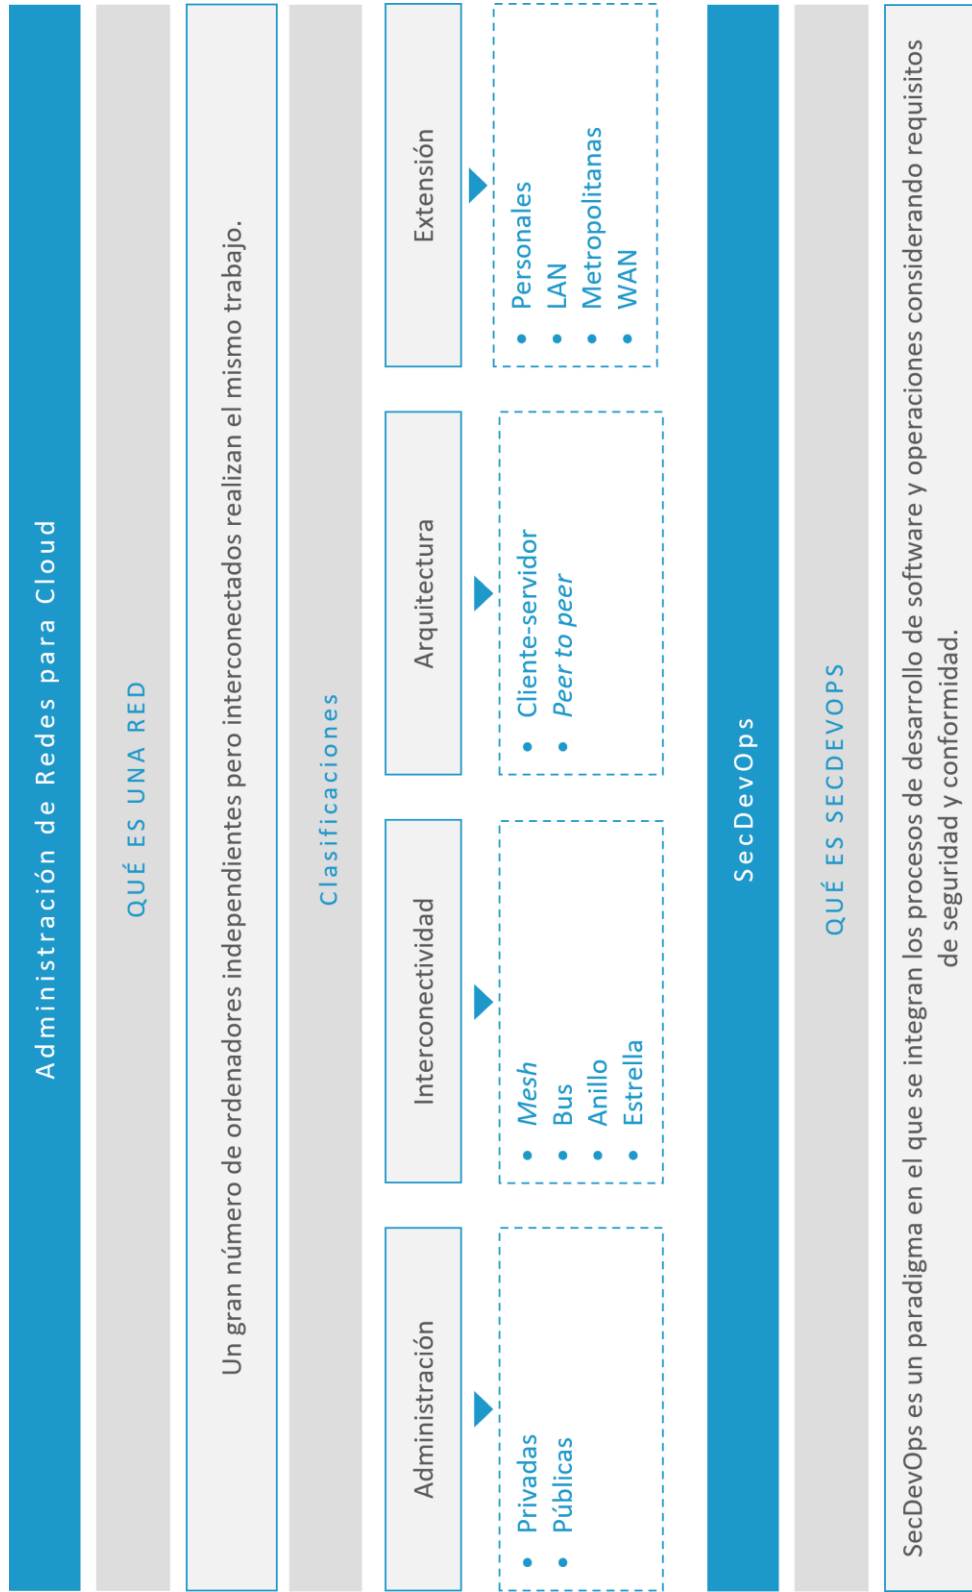 Administración de Redes para Cloud
QUÉ ES UNA RED
Un gran número de ordenadores independientes pero interconectados realizan el mismo trabajo.
Clasificaciones
Administración
• Privadas
• Públicas
Interconectividad
• Mesh
• Bus
• Anillo
• Estrella
Arquitectura
• Cliente-servidor
• Peer to peer
Extensión
• Personales
• LAN
• Metropolitanas
• WAN
SecDevOps
QUÉ ES SECDEVOPS
SecDevOps es un paradigma en el que se integran los procesos de desarrollo de software y operaciones considerando requisitos
de seguridad y conformidad.